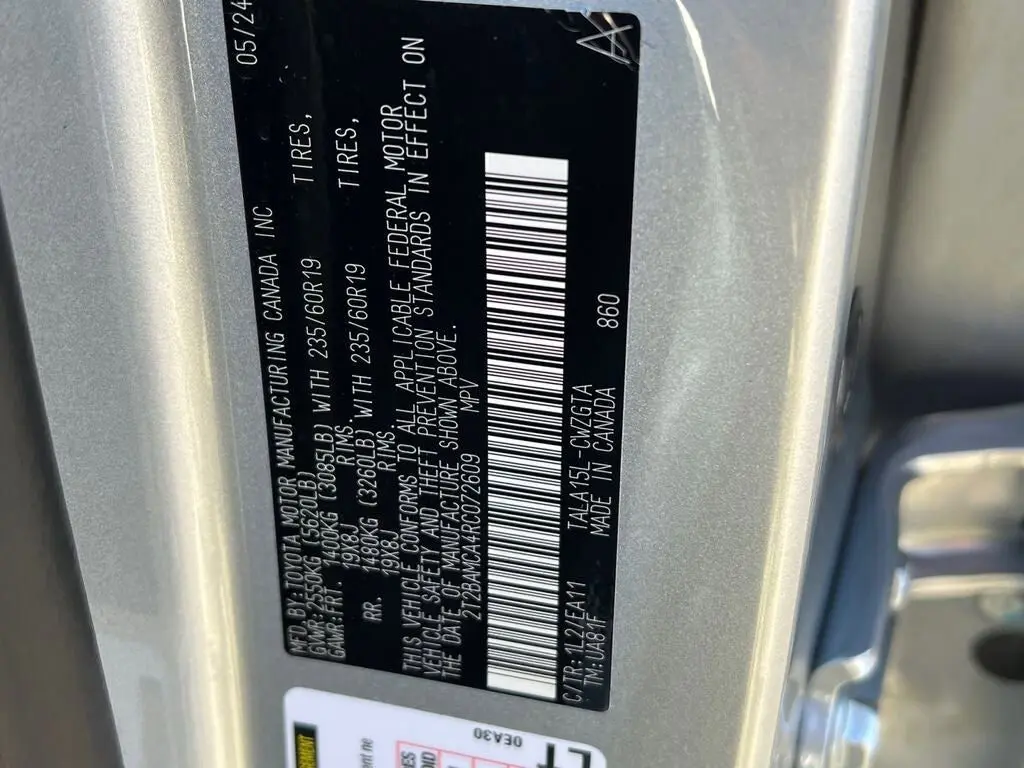 MFD. BY: TOYOTA MOTOR MANUFACTURING CANADA INC 05/24
GVWR: 2550KG (5620LB)
GAWR: FRT. 1400KG (3085LB) WITH 235/60R19 TIRES,
19X8J RIMS.
RR. 1480KG (3260LB) WITH 235/60R19 TIRES,
19X8J RIMS.
THIS VEHICLE CONFORMS TO ALL APPLICABLE FEDERAL MOTOR
VEHICLE SAFETY AND THEFT PREVENTION STANDARDS IN EFFECT ON
THE DATE OF MANUFACTURE SHOWN ABOVE.
2T2BAMCA4RC072609 MPV
C/TR: 1L2/EA11 TALA15L-CWZGTA 860
TM: UA81F MADE IN CANADA
A
0EA30